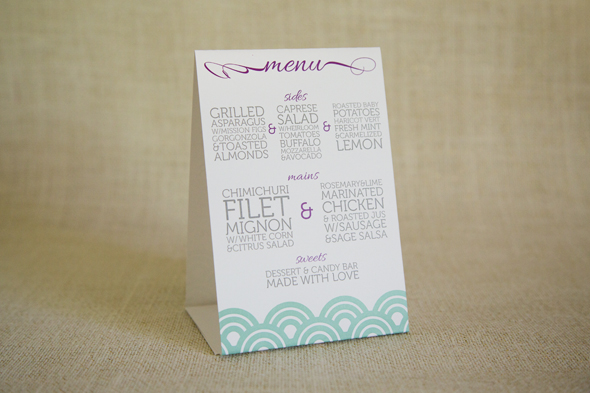 menu
sides
GRILLED
ASPARAGUS
W/MISSION FIGS
GORGONZOLA
&TOASTED
ALMONDS
&
CAPRESE
SALAD
W/HEIRLOOM
TOMATOES
BUFFALO
MOZZARELLA
&AVOCADO
&
ROASTED BABY
POTATOES
HARICOT VERT
FRESH MINT
&CARMELIZED
LEMON
mains
CHIMICHURI
FILET
MIGNON
W/WHITE CORN
&CITRUS SALAD
&
ROSEMARY&LIME
MARINATED
CHICKEN
& ROASTED JUS
W/SAUSAGE
&SAGE SALSA
sweets
DESSERT & CANDY BAR
MADE WITH LOVE